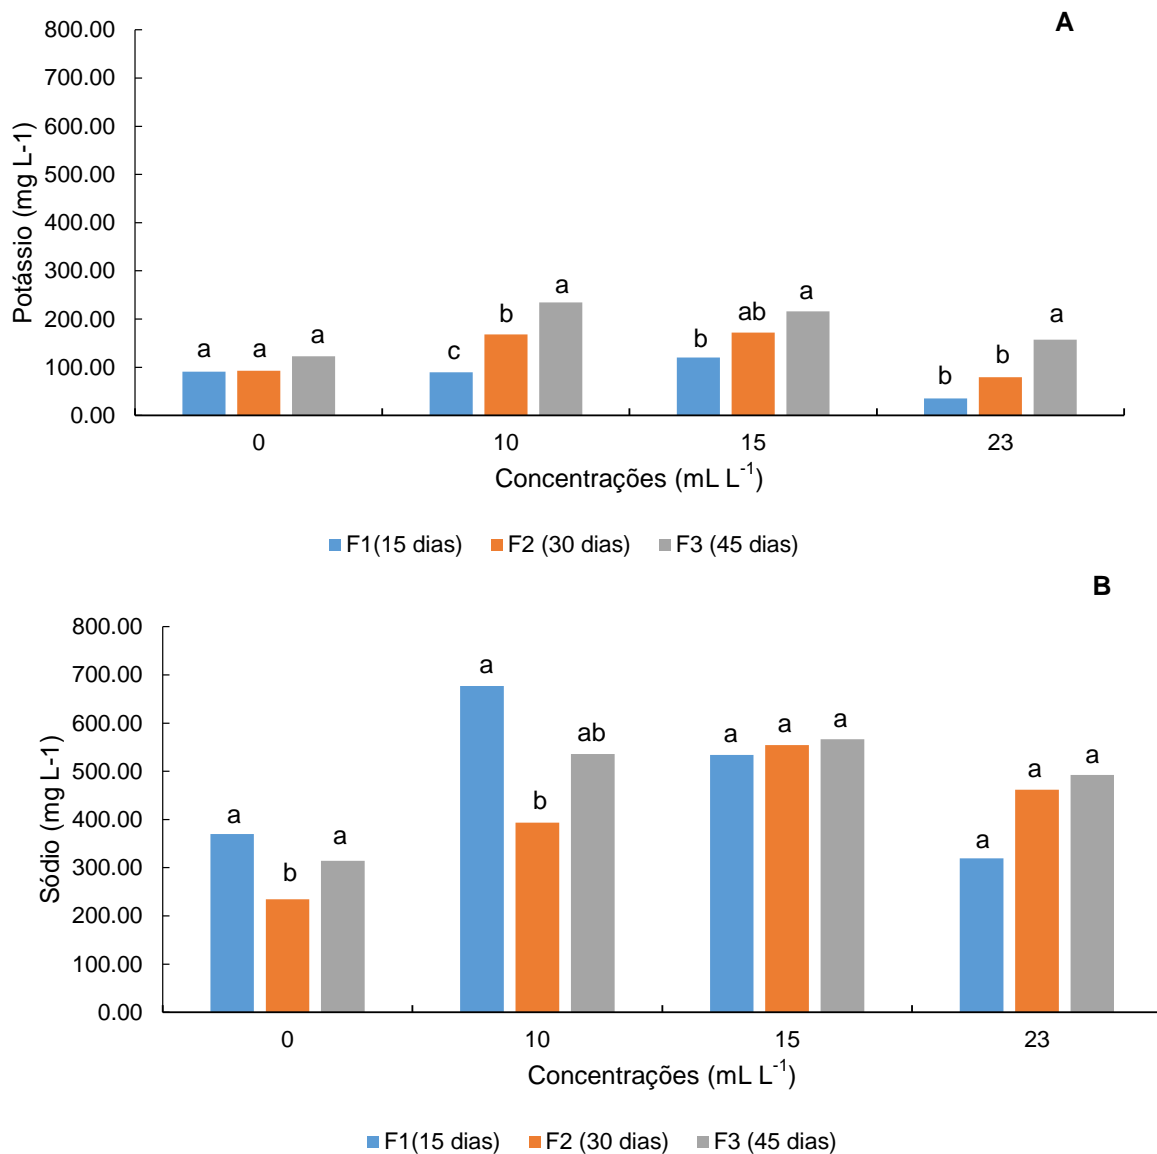 A
800.00
700.00
600.00
500.00
400.00
300.00
200.00
100.00
0.00
Potássio (mg L-1)
a a a
c b a
b ab a
b b a
0 10 15 23
Concentrações (mL L-1)
F1(15 dias) F2 (30 dias) F3 (45 dias)
B
800.00
700.00
600.00
500.00
400.00
300.00
200.00
100.00
0.00
Sódio (mg L-1)
a b a
a b ab
a a a
a a a
0 10 15 23
Concentrações (mL L-1)
F1(15 dias) F2 (30 dias) F3 (45 dias)